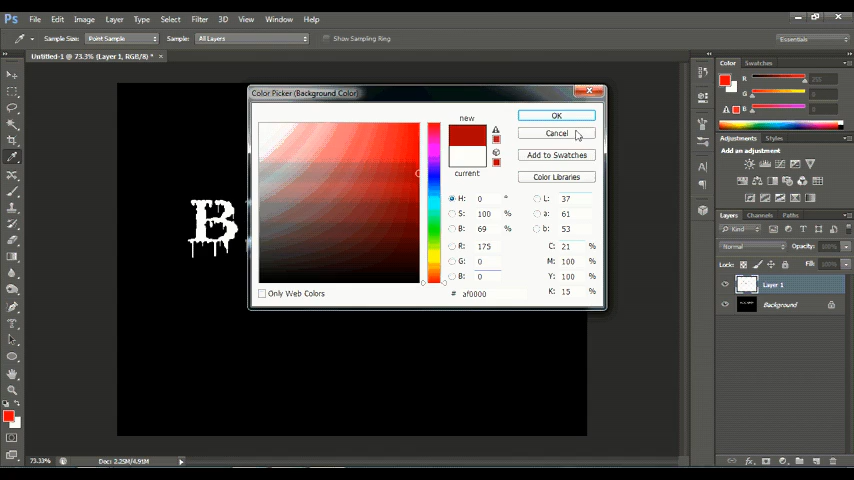 Ps File Edit Image Layer Type Select Filter 3D View Window Help
Sample Size: Point Sample Sample: All Layers Show Sampling Ring Essentials
Untitled-1 @ 73.3% (Layer 1, RGB/8) * ×
Color Picker (Background Color)
new
current
OK
Cancel
Add to Swatches
Color Libraries
H: 0 ° L: 37
S: 100 % a: 61
B: 69 % b: 53
R: 175 C: 21 %
G: 0 M: 100 %
B: 0 Y: 100 %
# af0000 K: 15 %
Only Web Colors
B
Color Swatches
R
G
B
Adjustments Styles
Add an adjustment
Layers Channels Paths
Kind
Normal Opacity: 100%
Lock: Fill: 100%
Layer 1
Background
73.33% Doc: 2.25M/4.91M